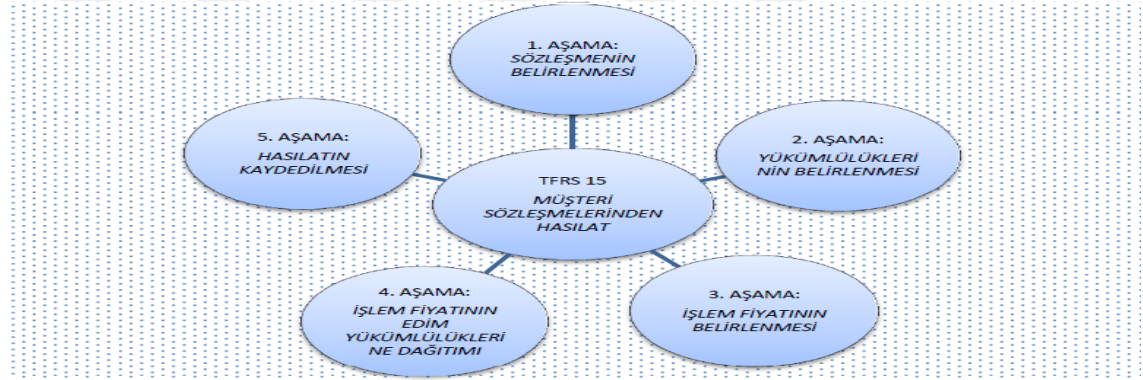 1. AŞAMA:
SÖZLEŞMENİN
BELİRLENMESİ
2. AŞAMA:
YÜKÜMLÜLÜKLERİ
NİN BELİRLENMESİ
3. AŞAMA:
İŞLEM FİYATININ
BELİRLENMESİ
4. AŞAMA:
İŞLEM FİYATININ
EDİM
YÜKÜMLÜLÜKLERİ
NE DAĞITIMI
5. AŞAMA:
HASILATIN
KAYDEDİLMESİ
TFRS 15
MÜŞTERİ
SÖZLEŞMELERİNDEN
HASILAT